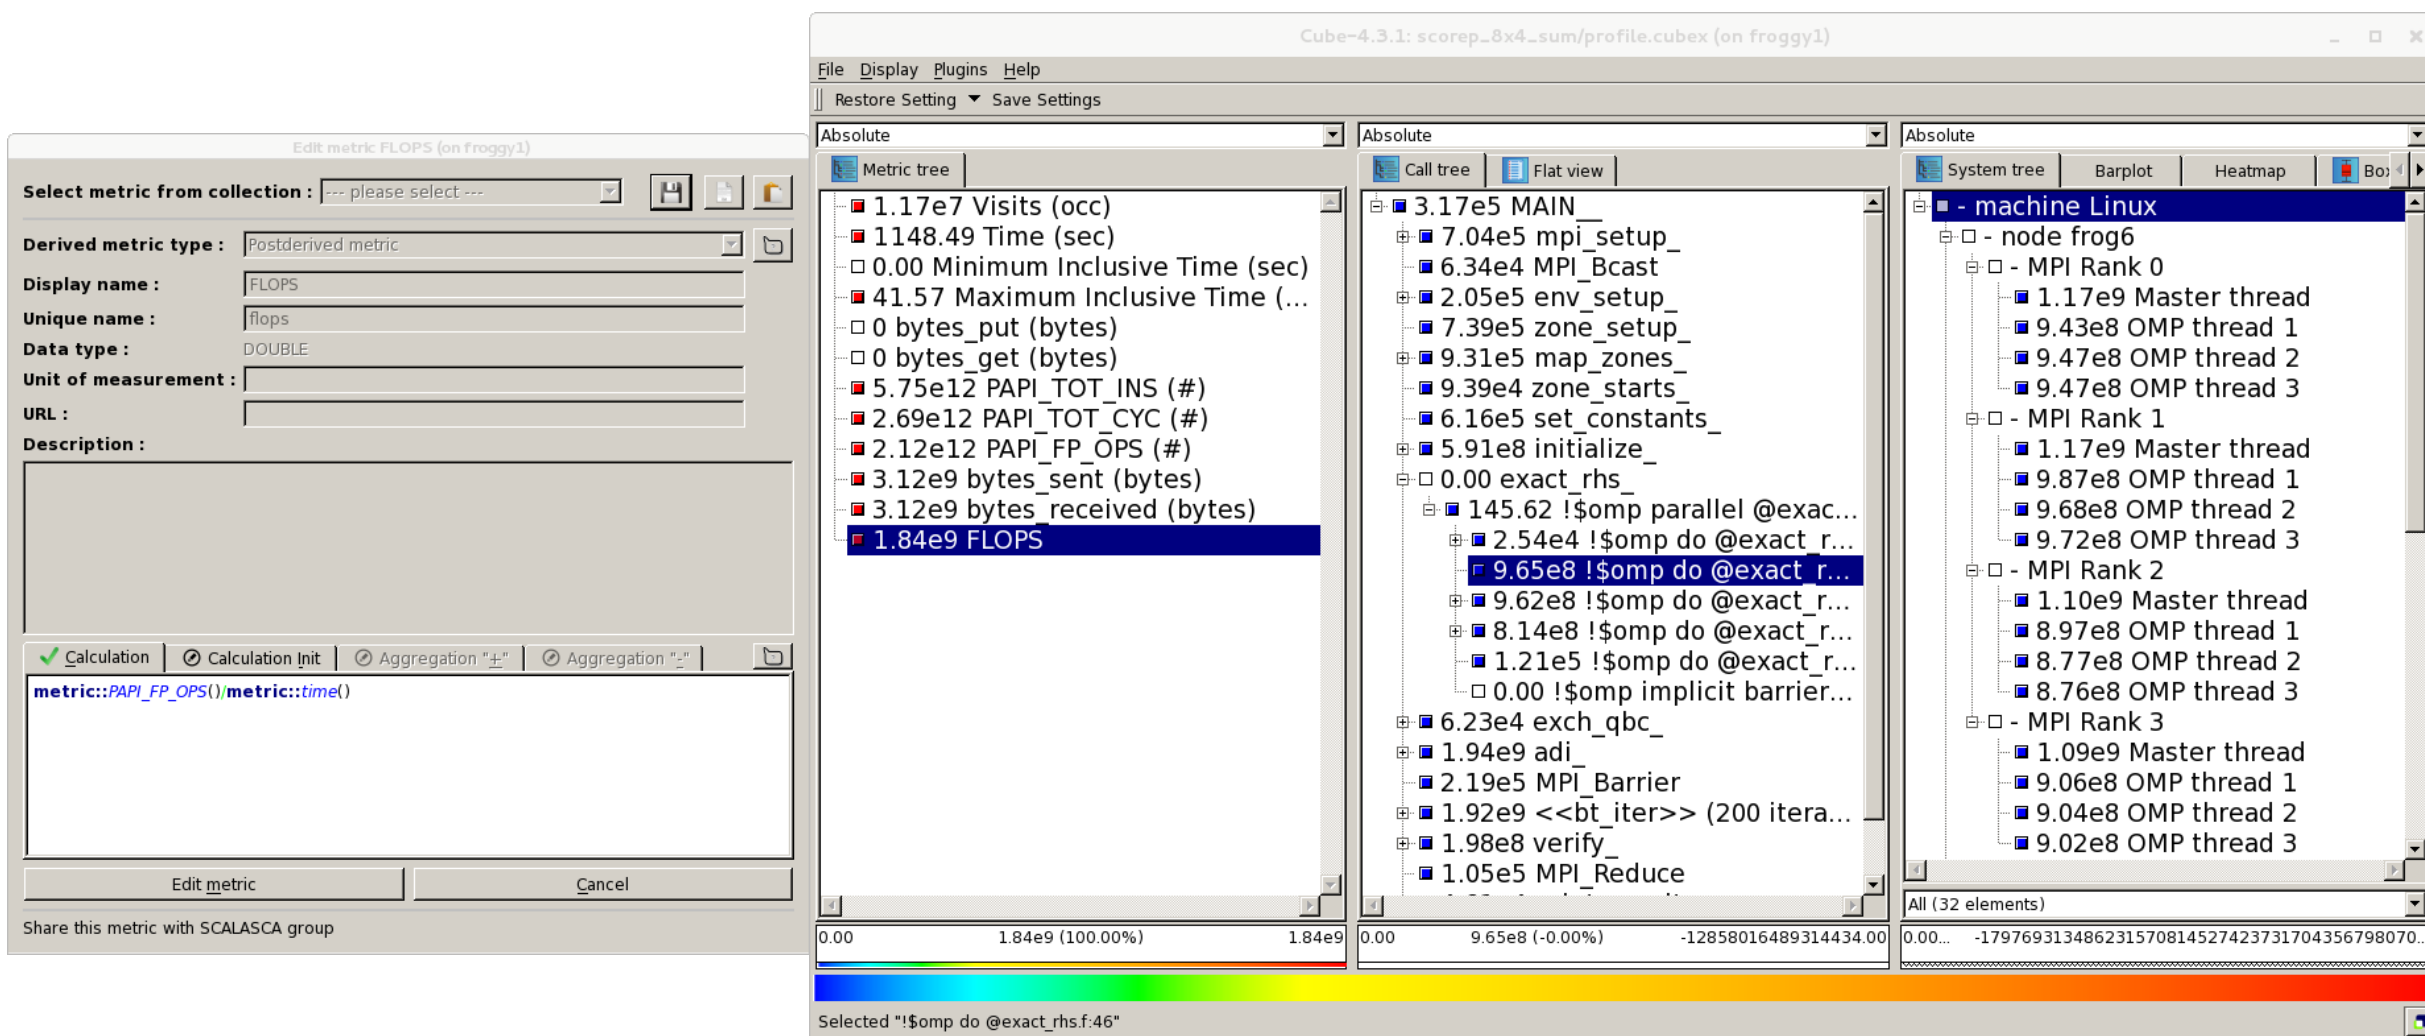 Edit metric FLOPS (on froggy1)
Select metric from collection : --- please select ---
Derived metric type : Postderived metric
Display name : FLOPS
Unique name : flops
Data type : DOUBLE
Unit of measurement :
URL :
Description :
Calculation Calculation Init Aggregation "+" Aggregation "-"
metric::PAPI_FP_OPS()/metric::time()
Edit metric Cancel
Share this metric with SCALASCA group
Cube-4.3.1: scorep_8x4_sum/profile.cubex (on froggy1)
File Display Plugins Help
Restore Setting Save Settings
Absolute
Metric tree
1.17e7 Visits (occ)
1148.49 Time (sec)
0.00 Minimum Inclusive Time (sec)
41.57 Maximum Inclusive Time (...
0 bytes_put (bytes)
0 bytes_get (bytes)
5.75e12 PAPI_TOT_INS (#)
2.69e12 PAPI_TOT_CYC (#)
2.12e12 PAPI_FP_OPS (#)
3.12e9 bytes_sent (bytes)
3.12e9 bytes_received (bytes)
1.84e9 FLOPS
0.00 1.84e9 (100.00%) 1.84e9
Absolute
Call tree Flat view
3.17e5 MAIN__
7.04e5 mpi_setup_
6.34e4 MPI_Bcast
2.05e5 env_setup_
7.39e5 zone_setup_
9.31e5 map_zones_
9.39e4 zone_starts_
6.16e5 set_constants_
5.91e8 initialize_
0.00 exact_rhs_
145.62 !$omp parallel @exac...
2.54e4 !$omp do @exact_r...
9.65e8 !$omp do @exact_r...
9.62e8 !$omp do @exact_r...
8.14e8 !$omp do @exact_r...
1.21e5 !$omp do @exact_r...
0.00 !$omp implicit barrier...
6.23e4 exch_qbc_
1.94e9 adi_
2.19e5 MPI_Barrier
1.92e9 <<bt_iter>> (200 itera...
1.98e8 verify_
1.05e5 MPI_Reduce
0.00 9.65e8 (-0.00%) -12858016489314434.00
Absolute
System tree Barplot Heatmap Box
- machine Linux
- node frog6
- MPI Rank 0
1.17e9 Master thread
9.43e8 OMP thread 1
9.47e8 OMP thread 2
9.47e8 OMP thread 3
- MPI Rank 1
1.17e9 Master thread
9.87e8 OMP thread 1
9.68e8 OMP thread 2
9.72e8 OMP thread 3
- MPI Rank 2
1.10e9 Master thread
8.97e8 OMP thread 1
8.77e8 OMP thread 2
8.76e8 OMP thread 3
- MPI Rank 3
1.09e9 Master thread
9.06e8 OMP thread 1
9.04e8 OMP thread 2
9.02e8 OMP thread 3
All (32 elements)
0.00... -179769313486231570814527423731704356798070...
Selected "!$omp do @exact_rhs.f:46"